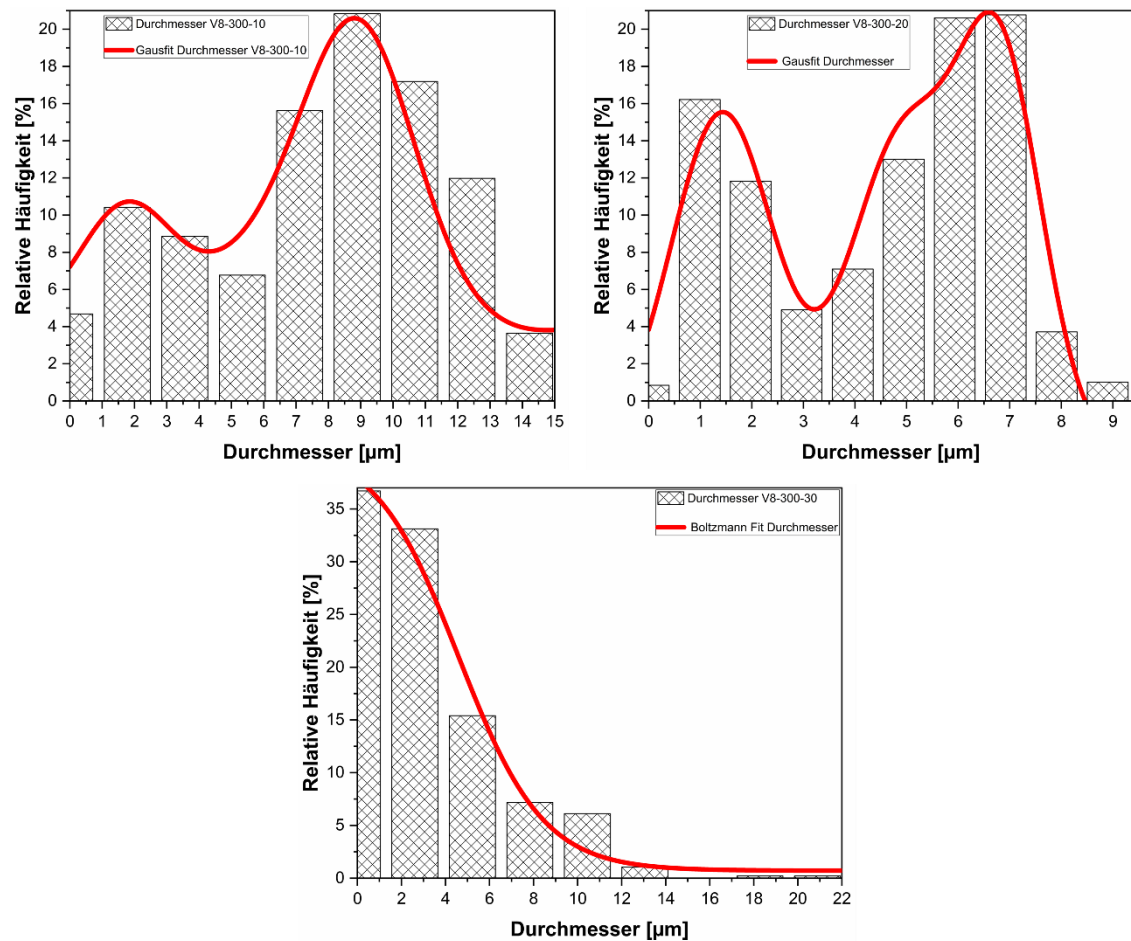 Durchmesser V8-300-10
Gausfit Durchmesser V8-300-10
Relative Häufigkeit [%]
20
18
16
14
12
10
8
6
4
2
0
0 1 2 3 4 5 6 7 8 9 10 11 12 13 14 15
Durchmesser [µm]
Durchmesser V8-300-20
Gausfit Durchmesser
Relative Häufigkeit [%]
20
18
16
14
12
10
8
6
4
2
0
0 1 2 3 4 5 6 7 8 9
Durchmesser [µm]
Durchmesser V8-300-30
Boltzmann Fit Durchmesser
Relative Häufigkeit [%]
35
30
25
20
15
10
5
0
0 2 4 6 8 10 12 14 16 18 20 22
Durchmesser [µm]